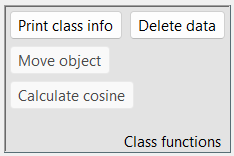 Print class info Delete data
Move object
Calculate cosine
Class functions